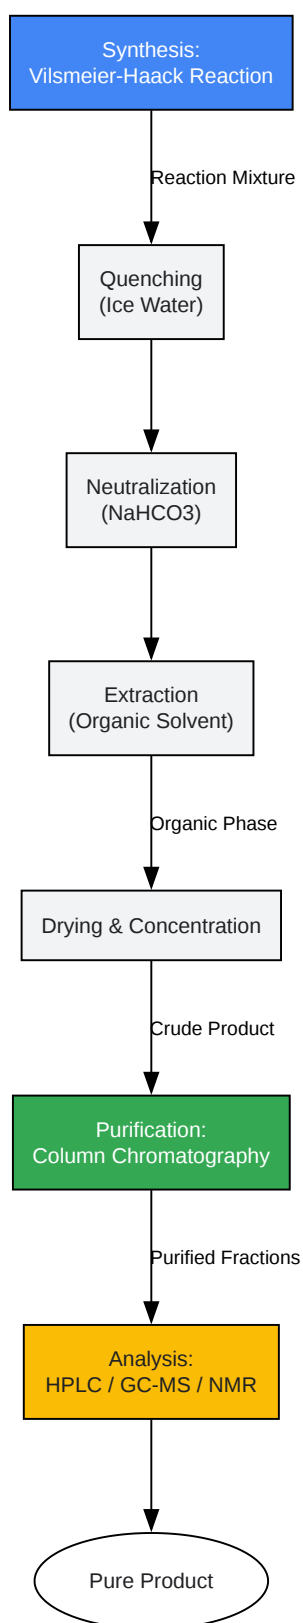 Synthesis:
Vilsmeier-Haack Reaction
Reaction Mixture
Quenching
(Ice Water)
Neutralization
(NaHCO3)
Extraction
(Organic Solvent)
Organic Phase
Drying & Concentration
Crude Product
Purification:
Column Chromatography
Purified Fractions
Analysis:
HPLC / GC-MS / NMR
Pure Product